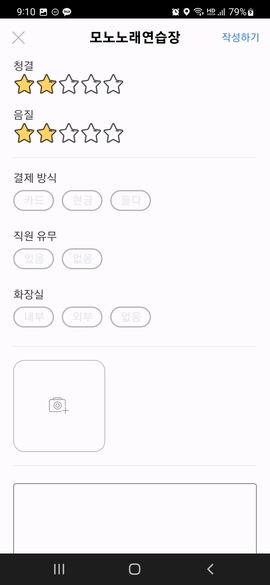 9:10
79%
모노노래연습장
작성하기
청결
음질
결제 방식
카드 현금 둘다
직원 유무
있음 없음
화장실
내부 외부 없음